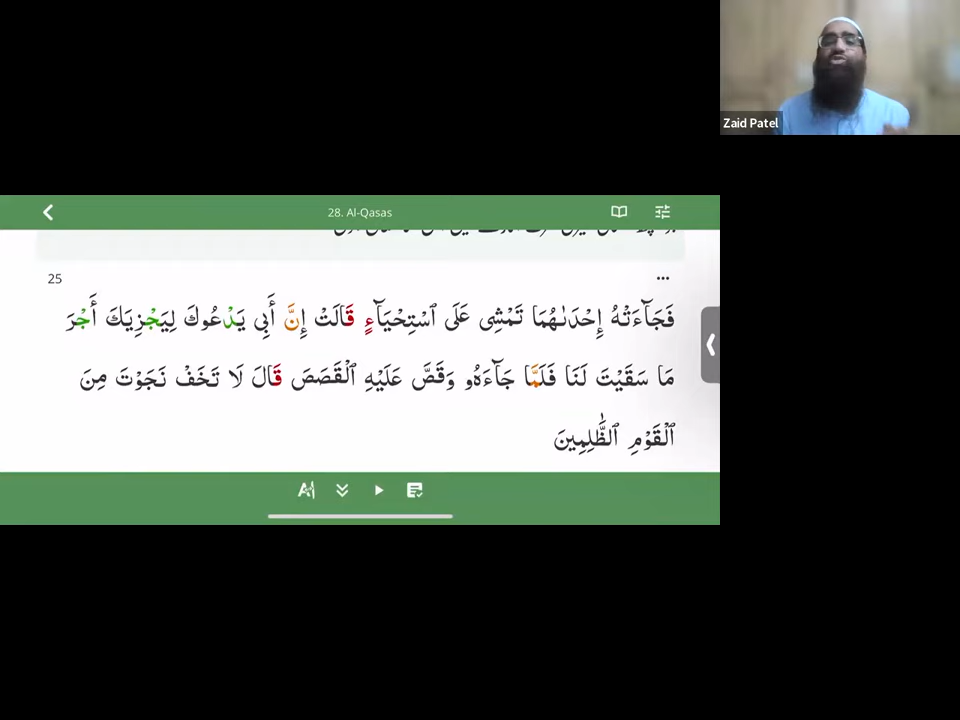 Zaid Patel
28. Al-Qasas
25
فَجَآءَتْهُ إِحْدَىٰهُمَا تَمْشِى عَلَى ٱسْتِحْيَآءٍ قَالَتْ إِنَّ أَبِى يَدْعُوكَ لِيَجْزِيَكَ أَجْرَ
مَا سَقَيْتَ لَنَا فَلَمَّا جَآءَهُۥ وَقَصَّ عَلَيْهِ ٱلْقَصَصَ قَالَ لَا تَخَفْ نَجَوْتَ مِنَ
ٱلْقَوْمِ ٱلظَّٰلِمِينَ